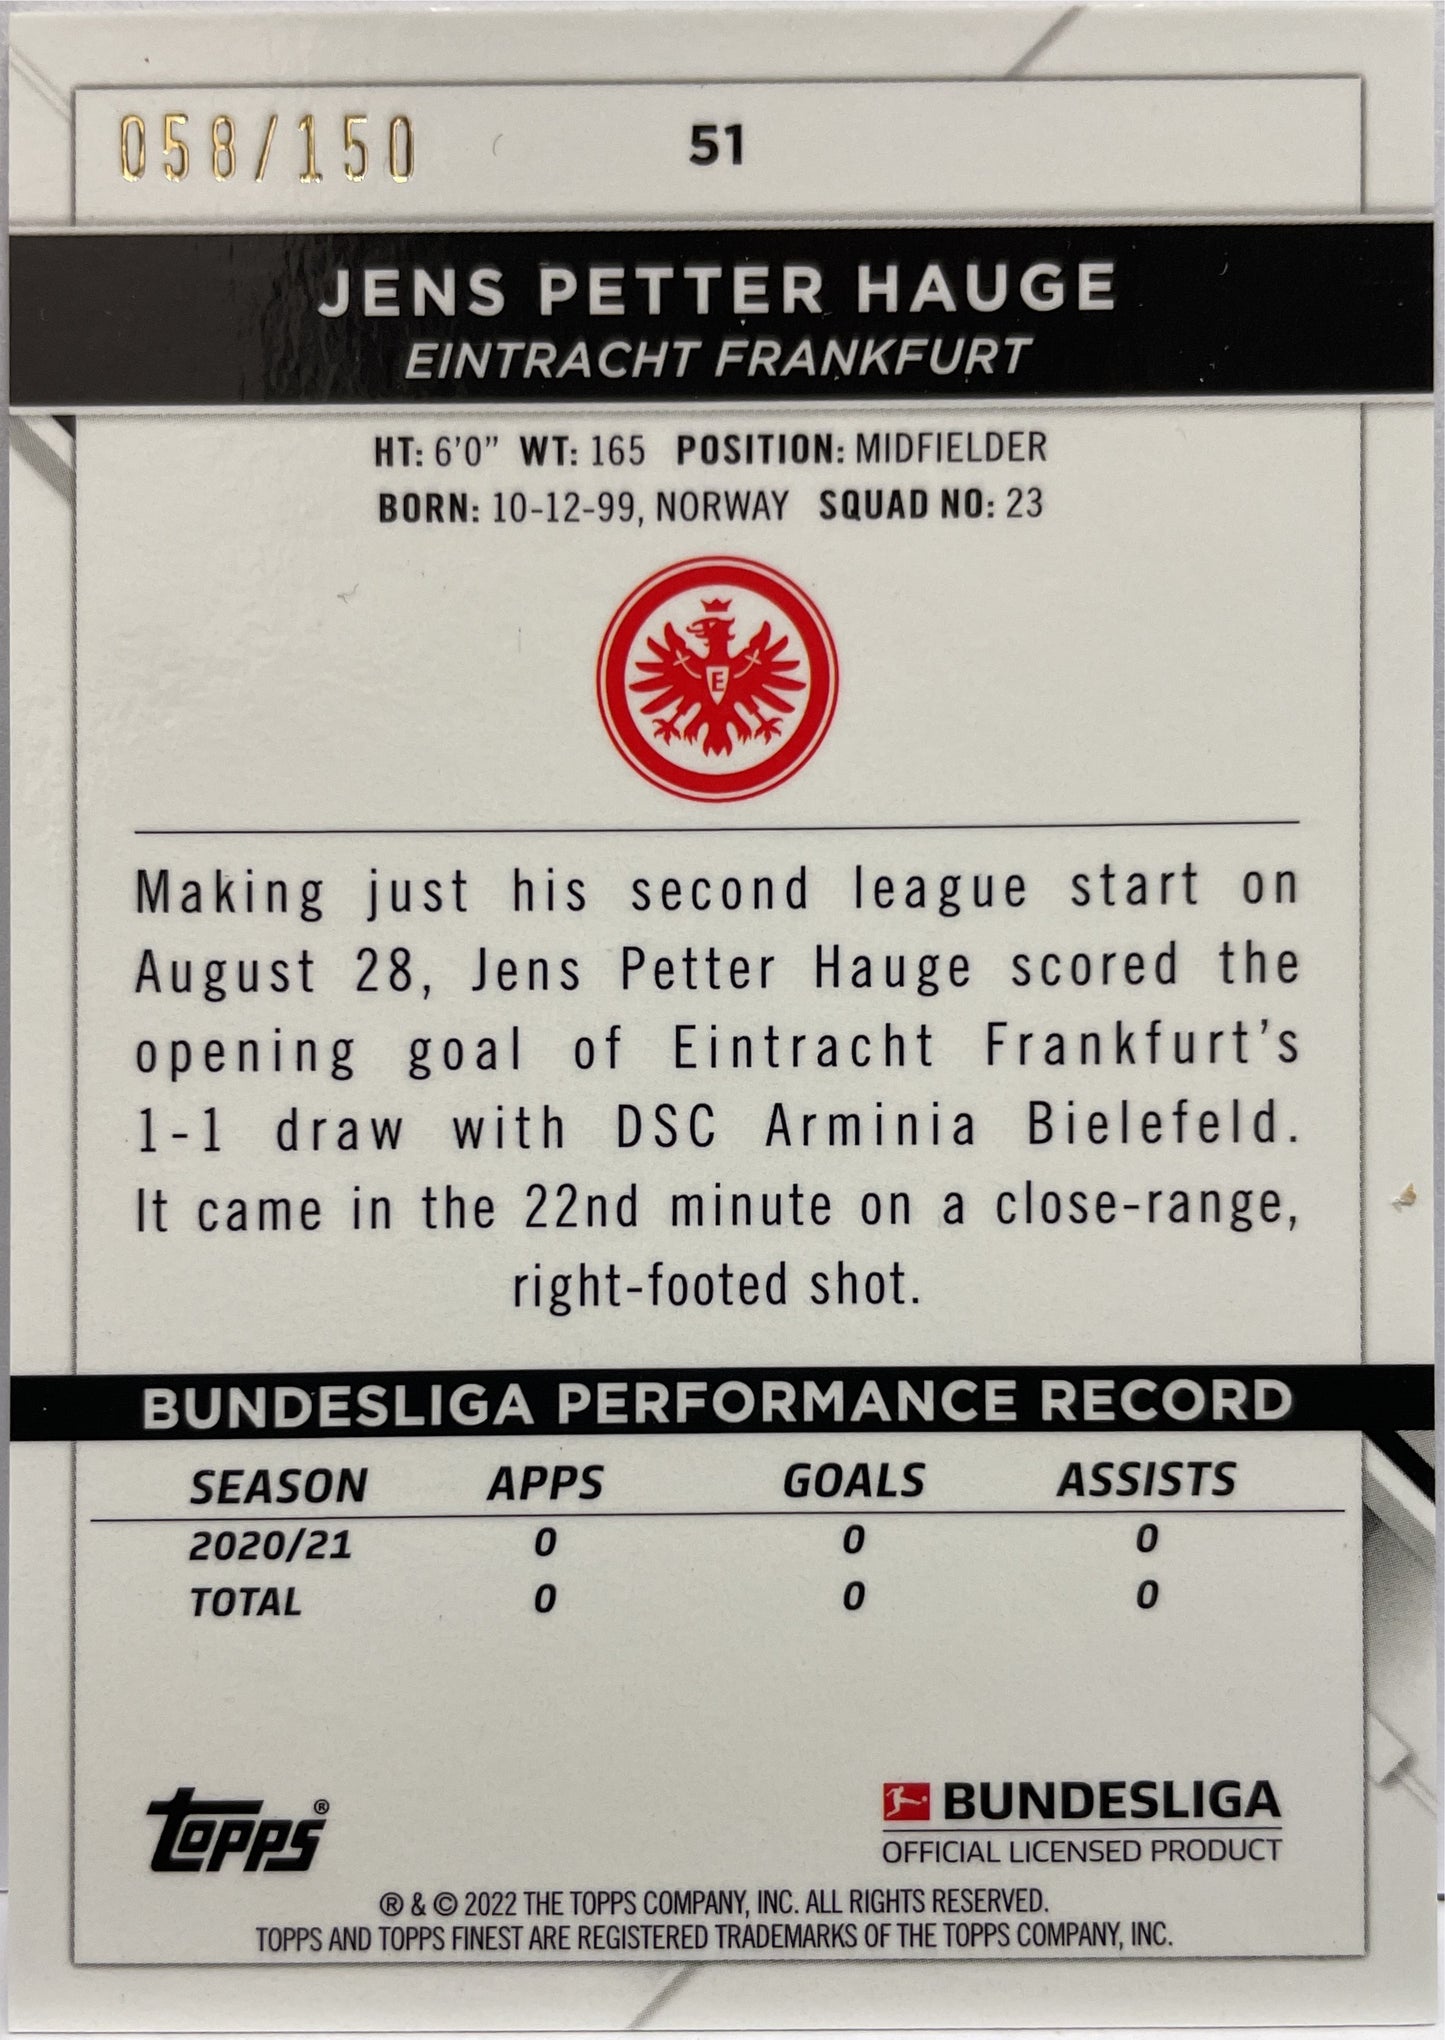 058/150 51
JENS PETTER HAUGE
EINTRACHT FRANKFURT
HT: 6'0" WT: 165 POSITION: MIDFIELDER
BORN: 10-12-99, NORWAY SQUAD NO: 23
E
Making just his second league start on
August 28, Jens Petter Hauge scored the
opening goal of Eintracht Frankfurt's
1-1 draw with DSC Arminia Bielefeld.
It came in the 22nd minute on a close-range,
right-footed shot.
BUNDESLIGA PERFORMANCE RECORD
SEASON APPS GOALS ASSISTS
2020/21 0 0 0
TOTAL 0 0 0
topps®
BUNDESLIGA
OFFICIAL LICENSED PRODUCT
® & © 2022 THE TOPPS COMPANY, INC. ALL RIGHTS RESERVED.
TOPPS AND TOPPS FINEST ARE REGISTERED TRADEMARKS OF THE TOPPS COMPANY, INC.